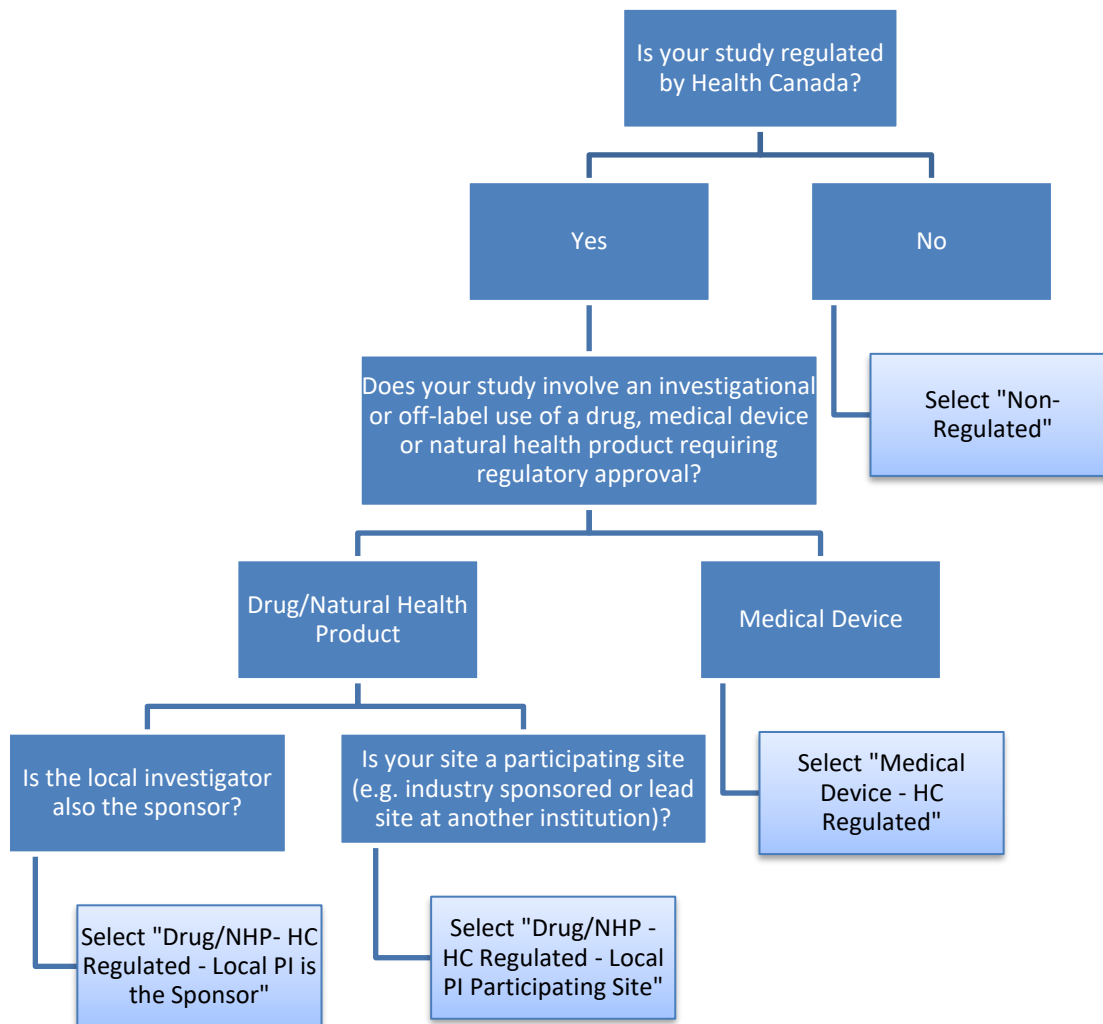 Is your study regulated
by Health Canada?
Yes
No
Does your study involve an investigational
or off-label use of a drug, medical device
or natural health product requiring
regulatory approval?
Select "Non-
Regulated"
Drug/Natural Health
Product
Medical Device
Is the local investigator
also the sponsor?
Is your site a participating site
(e.g. industry sponsored or lead
site at another institution)?
Select "Medical
Device - HC
Regulated"
Select "Drug/NHP- HC
Regulated - Local PI is
the Sponsor"
Select "Drug/NHP -
HC Regulated - Local
PI Participating Site"